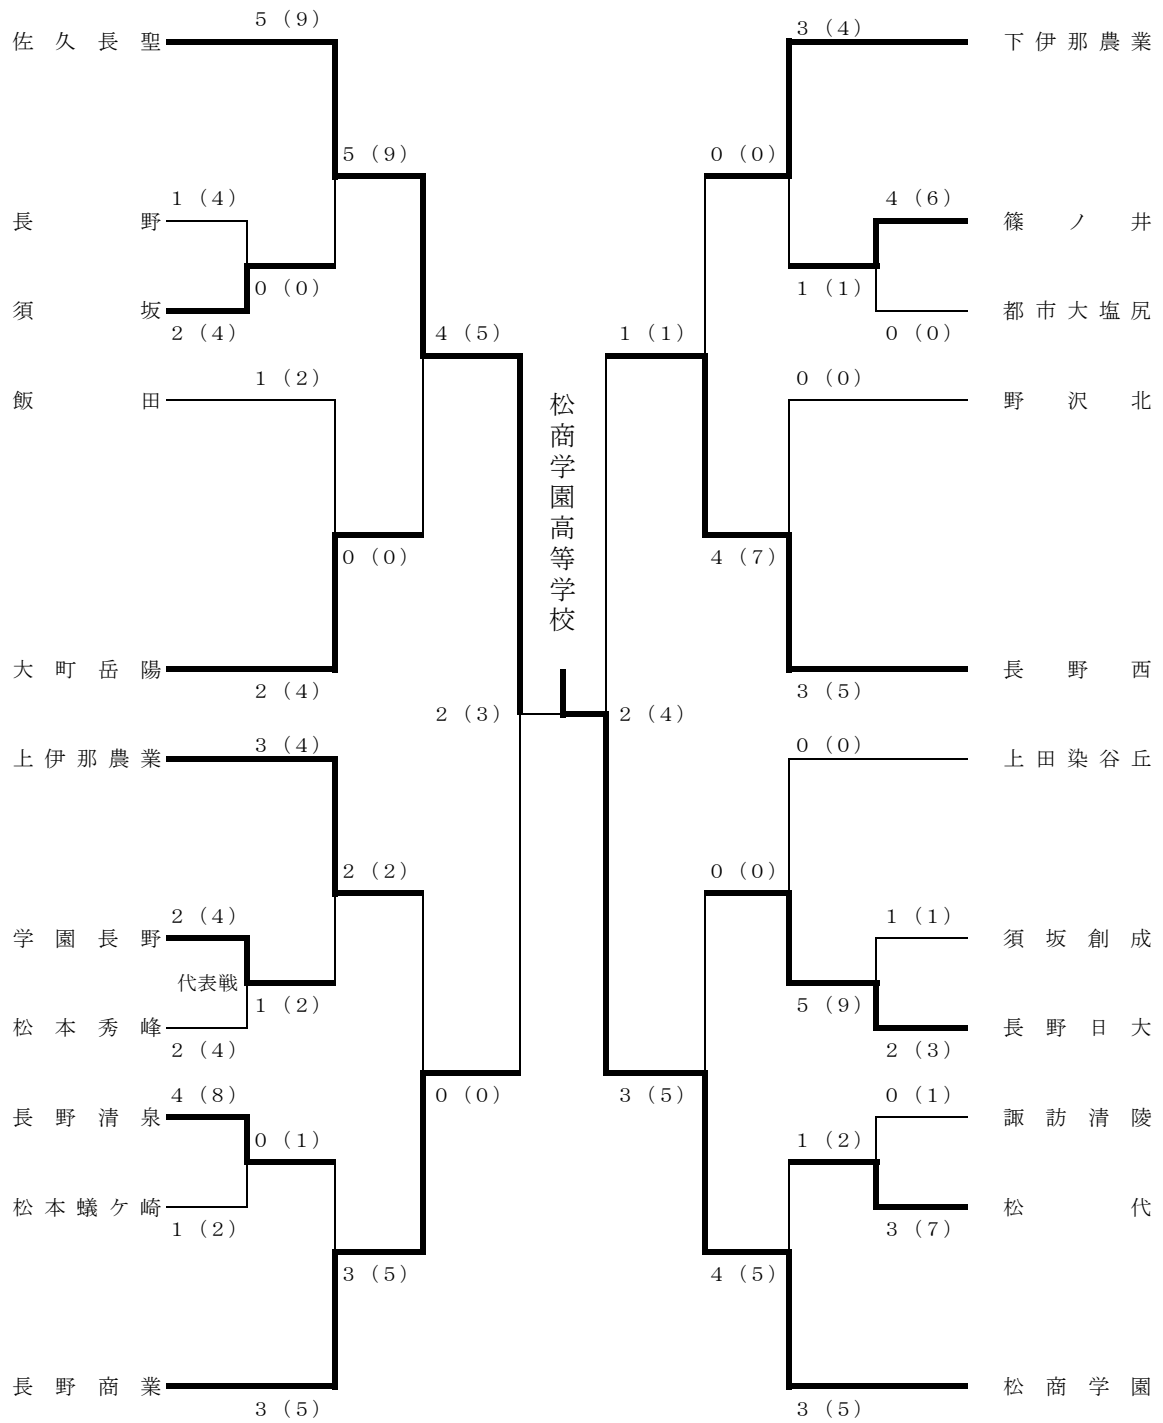 5 (9)
佐久長聖
5 (9)
1 (4)
長野
0 (0)
須坂
2 (4)
4 (5)
1 (2)
飯田
0 (0)
大町岳陽
2 (4)
2 (3)
3 (4)
上伊那農業
2 (2)
2 (4)
学園長野
代表戦
1 (2)
松本秀峰
2 (4)
4 (8)
長野清泉
0 (0)
0 (1)
松本蟻ケ崎
1 (2)
3 (5)
長野商業
3 (5)
松商学園高等学校
3 (4)
下伊那農業
0 (0)
4 (6)
篠ノ井
1 (1)
都市大塩尻
0 (0)
1 (1)
0 (0)
野沢北
4 (7)
長野西
3 (5)
2 (4)
0 (0)
上田染谷丘
0 (0)
1 (1)
須坂創成
5 (9)
長野日大
2 (3)
3 (5)
0 (1)
諏訪清陵
1 (2)
松代
3 (7)
4 (5)
松商学園
3 (5)